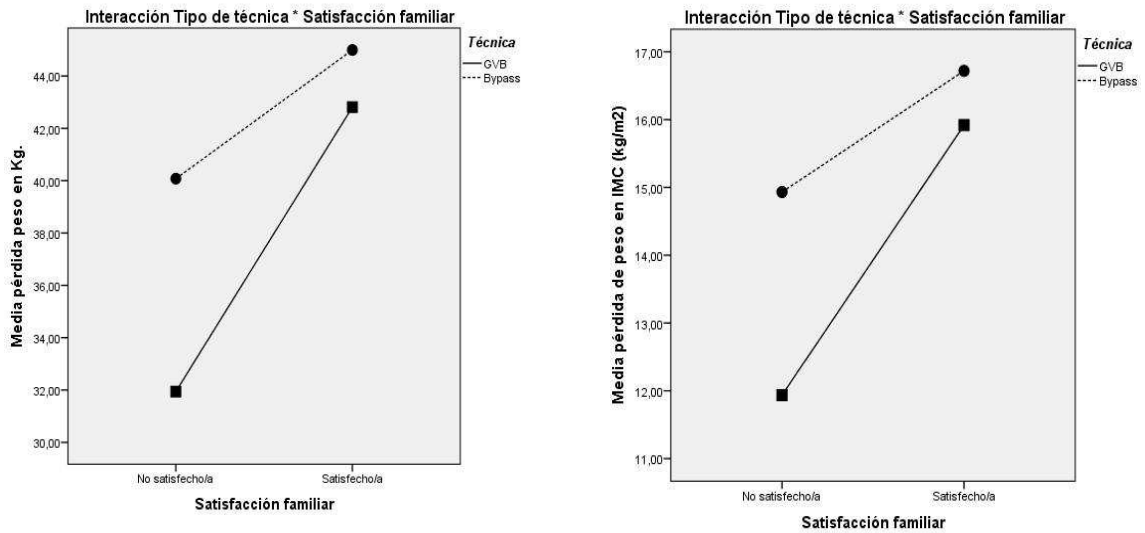 Interacción Tipo de técnica * Satisfacción familiar
Técnica
GVB
Bypass
44,00
42,00
40,00
38,00
36,00
34,00
32,00
30,00
Media pérdida peso en Kg.
No satisfecho/a
Satisfecho/a
Satisfacción familiar
Interacción Tipo de técnica * Satisfacción familiar
Técnica
GVB
Bypass
17,00
16,00
15,00
14,00
13,00
12,00
11,00
Media pérdida de peso en IMC (kg/m2)
No satisfecho/a
Satisfecho/a
Satisfacción familiar